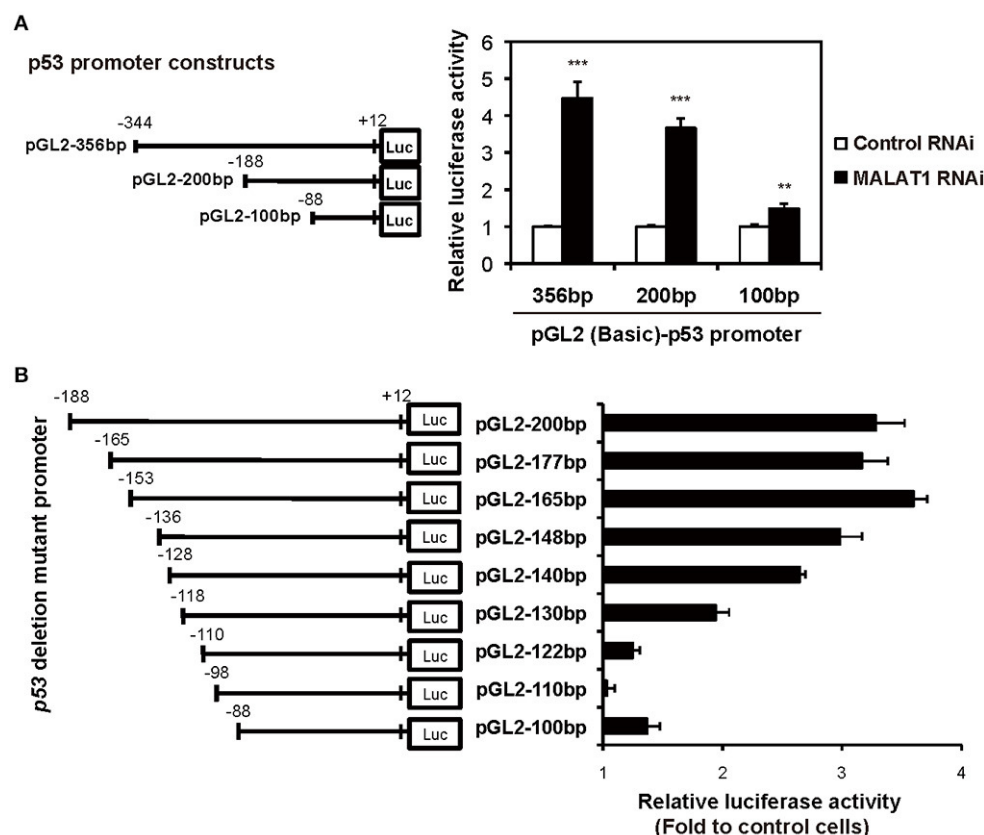 A
p53 promoter constructs
-344
+12
pGL2-356bp
Luc
-188
pGL2-200bp
Luc
-88
pGL2-100bp
Luc
Relative luciferase activity
6
5
4
3
2
1
0
***
***
**
356bp
200bp
100bp
pGL2 (Basic)-p53 promoter
Control RNAi
MALAT1 RNAi
B
p53 deletion mutant promoter
-188
+12
Luc
pGL2-200bp
-165
Luc
pGL2-177bp
-153
Luc
pGL2-165bp
-136
Luc
pGL2-148bp
-128
Luc
pGL2-140bp
-118
Luc
pGL2-130bp
-110
Luc
pGL2-122bp
-98
Luc
pGL2-110bp
-88
Luc
pGL2-100bp
1
2
3
4
Relative luciferase activity
(Fold to control cells)